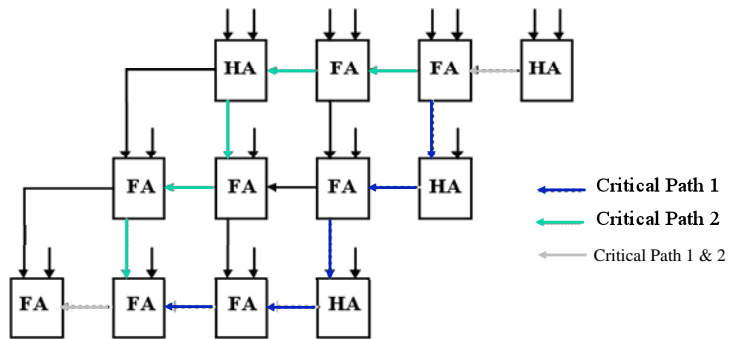 HA FA FA HA
FA FA FA HA
Critical Path 1
Critical Path 2
Critical Path 1 & 2
FA FA FA HA